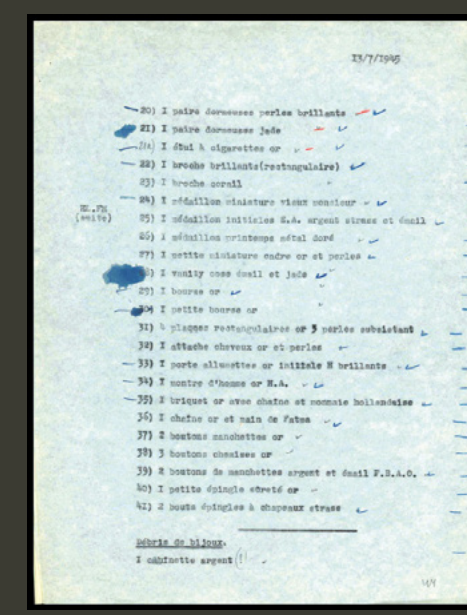 13/7/1945
20) I paire dormeuses perles brillants
21) I paire dormeuses jade
I étui à cigarettes or
22) I broche brillants(rectangulaire)
23) I broche corail
24) I médaillon miniature vieux monsieur
(suite)
25) I médaillon initiales argent strass et émail
26) I médaillon printemps métal doré
27) I petite miniature cadre or et perles
28) I vanity case émail et jade
29) I bourse or
30) I petite bourse or
31) 4 plaques rectangulaires or 3 perles subsistant
32) I attache cheveux or et perles
33) I porte allumettes or initiale M brillants
34) I montre d'homme or M.A.
35) I briquet or avec chaîne et monnaie hollandaise
36) I chaîne or et main de Fatma
37) 2 boutons manchettes or
38) 3 boutons chemises or
39) 2 boutons de manchettes argent et émail
40) I petite épingle sûreté or
41) 2 bouts épingles à chapeaux strass
Débris de bijoux.
I argent